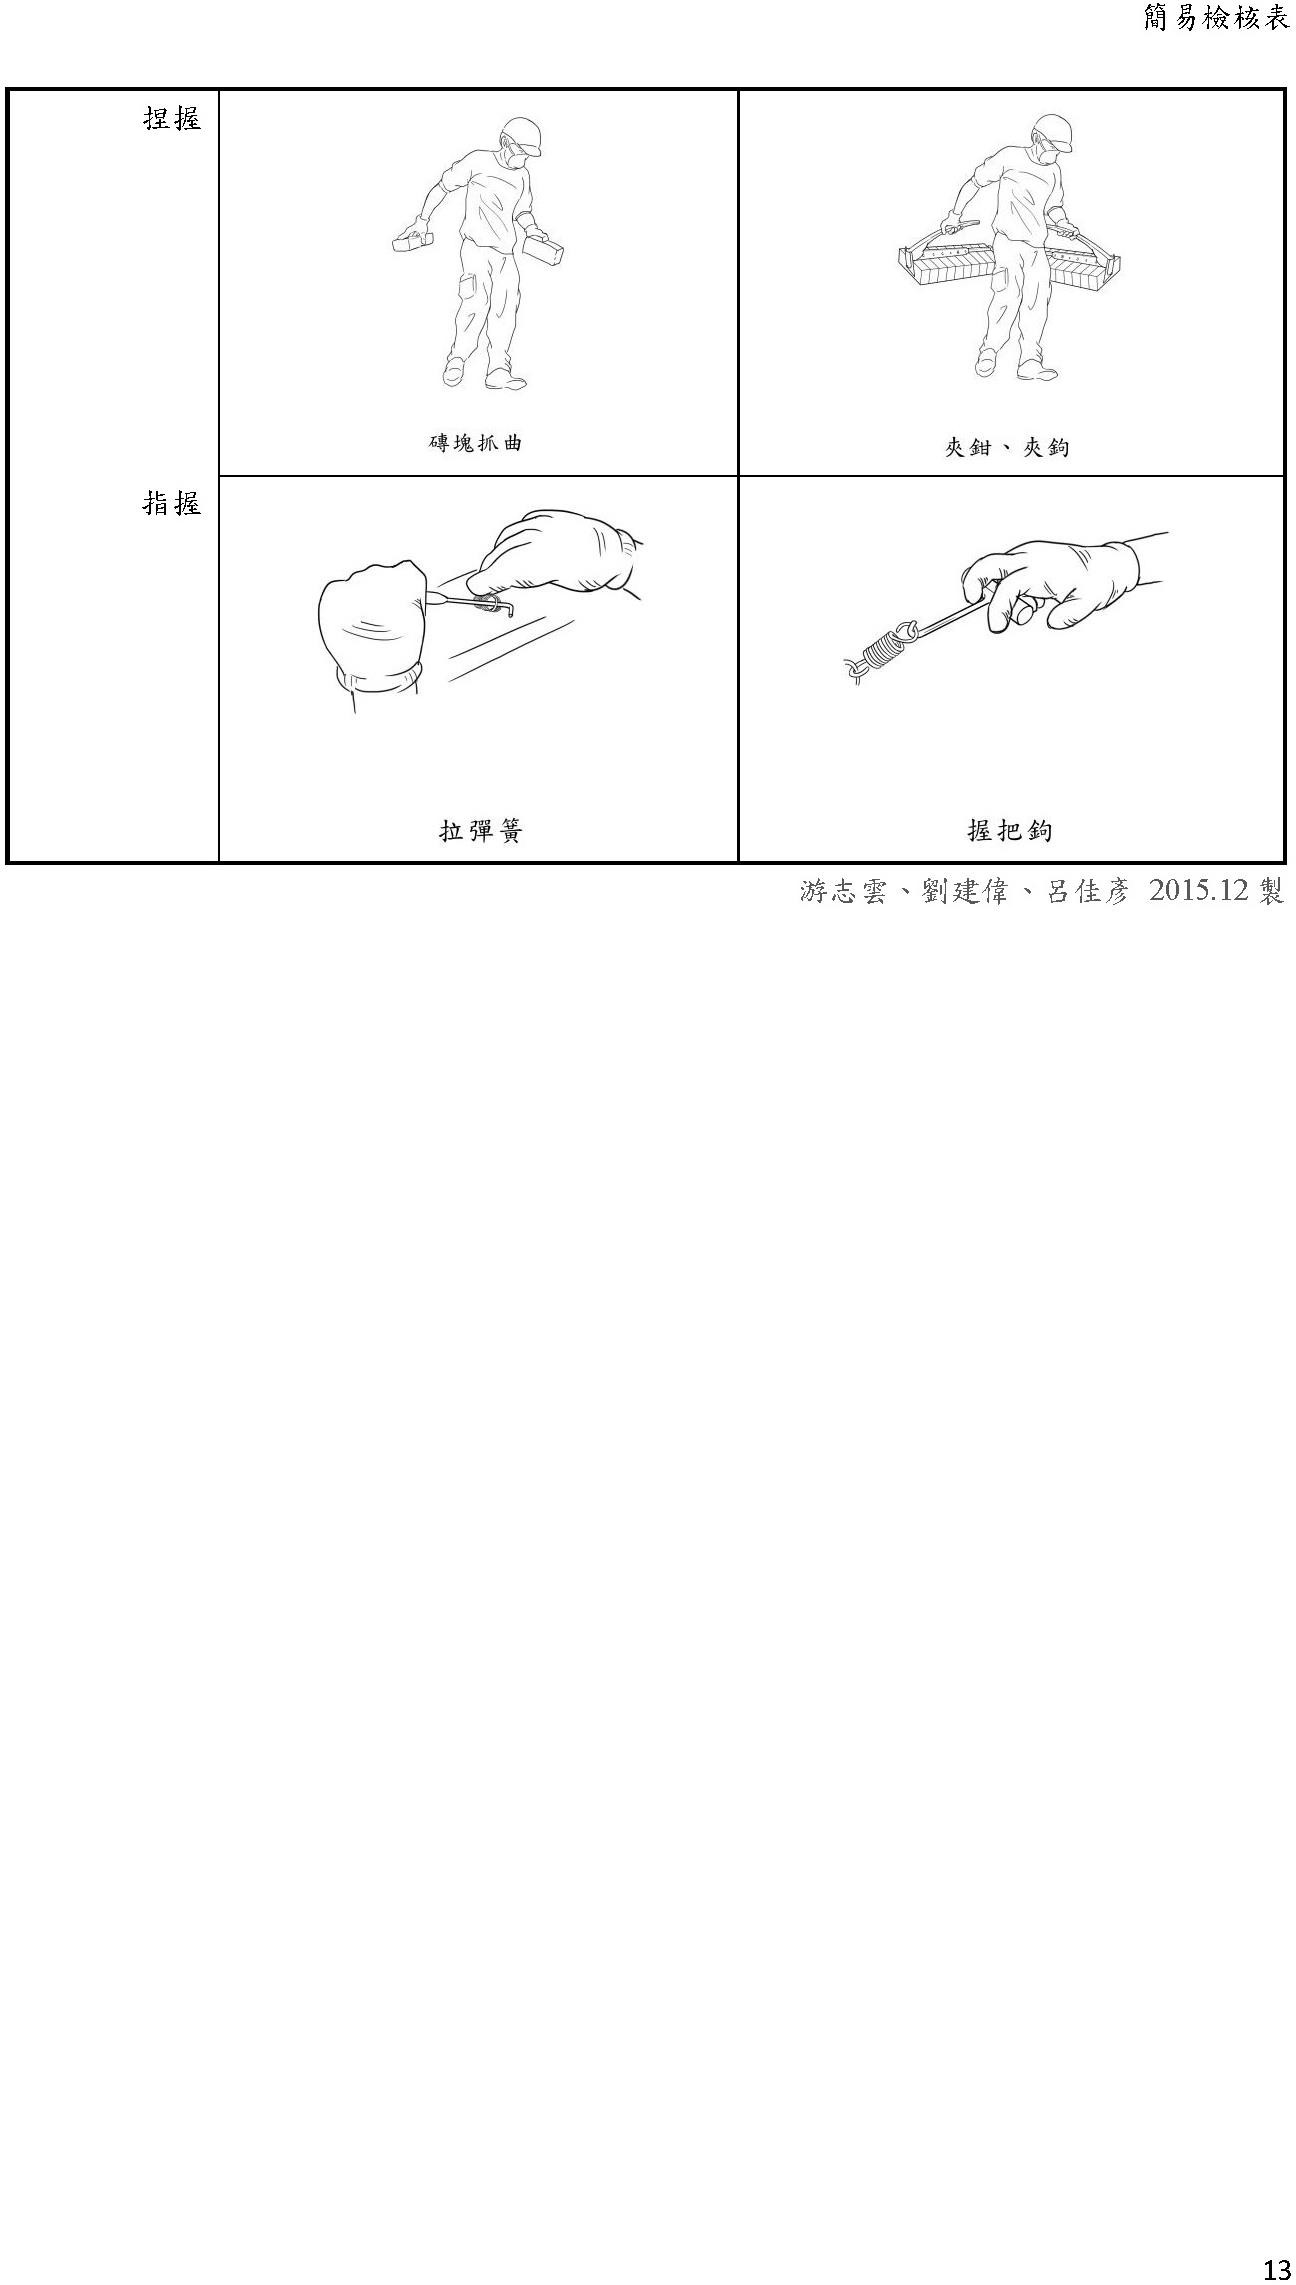 簡易檢核表
捏握
磚塊抓曲
夾鉗、夾鉤
指握
拉彈簧
握把鉤
游志雲、劉建偉、呂佳彥 2015.12 製
13